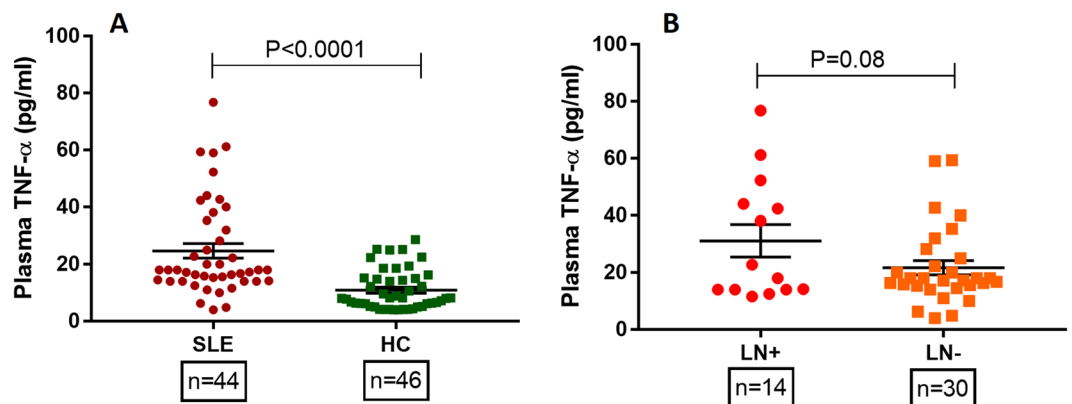 A
Plasma TNF-α (pg/ml)
100
80
60
40
20
0
P<0.0001
SLE
HC
n=44
n=46
B
Plasma TNF-α (pg/ml)
100
80
60
40
20
0
P=0.08
LN+
LN-
n=14
n=30